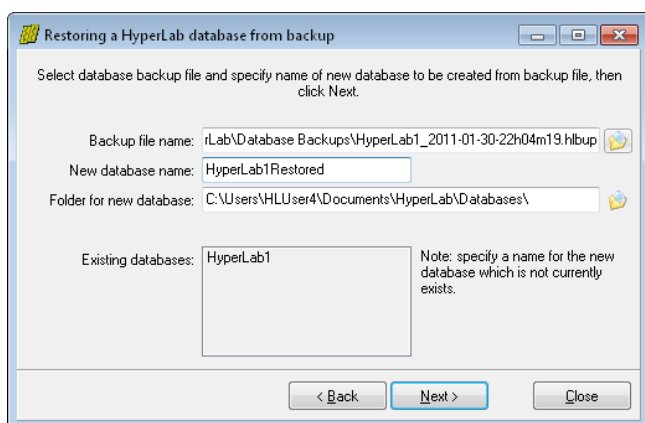 Restoring a HyperLab database from backup
Select database backup file and specify name of new database to be created from backup file, then
click Next.
Backup file name: rLab\Database Backups\HyperLab1_2011-01-30-22h04m19.hlbup
New database name: HyperLab1Restored
Folder for new database: C:\Users\HLUser4\Documents\HyperLab\Databases\
Existing databases: HyperLab1
Note: specify a name for the new
database which is not currently
exists.
< Back Next > Close